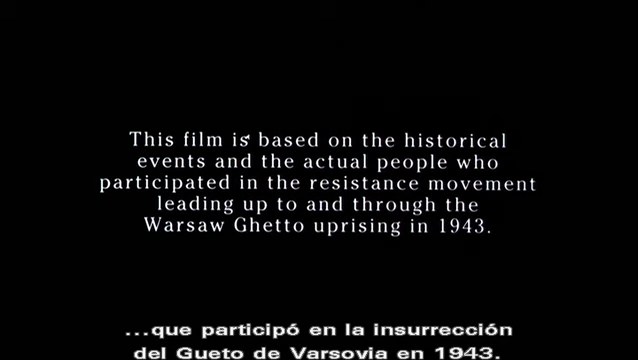 This film is based on the historical
events and the actual people who
participated in the resistance movement
leading up to and through the
Warsaw Ghetto uprising in 1943.
...que participó en la insurrección
del Gueto de Varsovia en 1943.